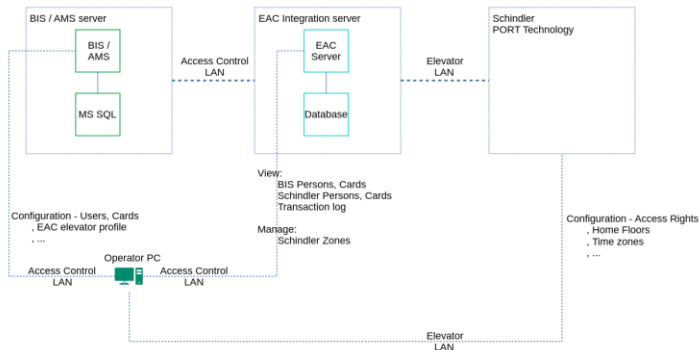 BIS / AMS server
EAC Integration server
Schindler
PORT Technology
BIS /
AMS
EAC
Server
Access Control
LAN
Elevator
LAN
MS SQL
Database
View:
BIS Persons, Cards
Schindler Persons, Cards
Transaction log
Manage:
Schindler Zones
Configuration - Users, Cards
, EAC elevator profile
, ...
Configuration - Access Rights
, Home Floors
, Time zones
, ...
Operator PC
Access Control
LAN
Access Control
LAN
Elevator
LAN